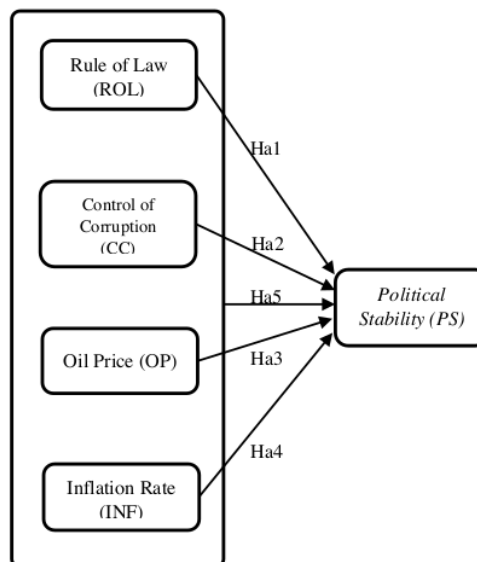 Rule of Law
(ROL)
Ha1
Control of
Corruption
(CC)
Ha2
Ha5
Political
Stability (PS)
Oil Price (OP)
Ha3
Ha4
Inflation Rate
(INF)